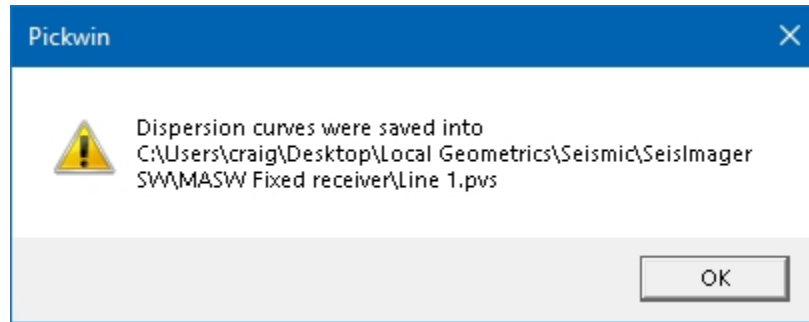 Pickwin
Dispersion curves were saved into
C:\Users\craig\Desktop\Local Geometrics\Seismic\SeisImager
SW\MASW Fixed receiver\Line 1.pvs
OK